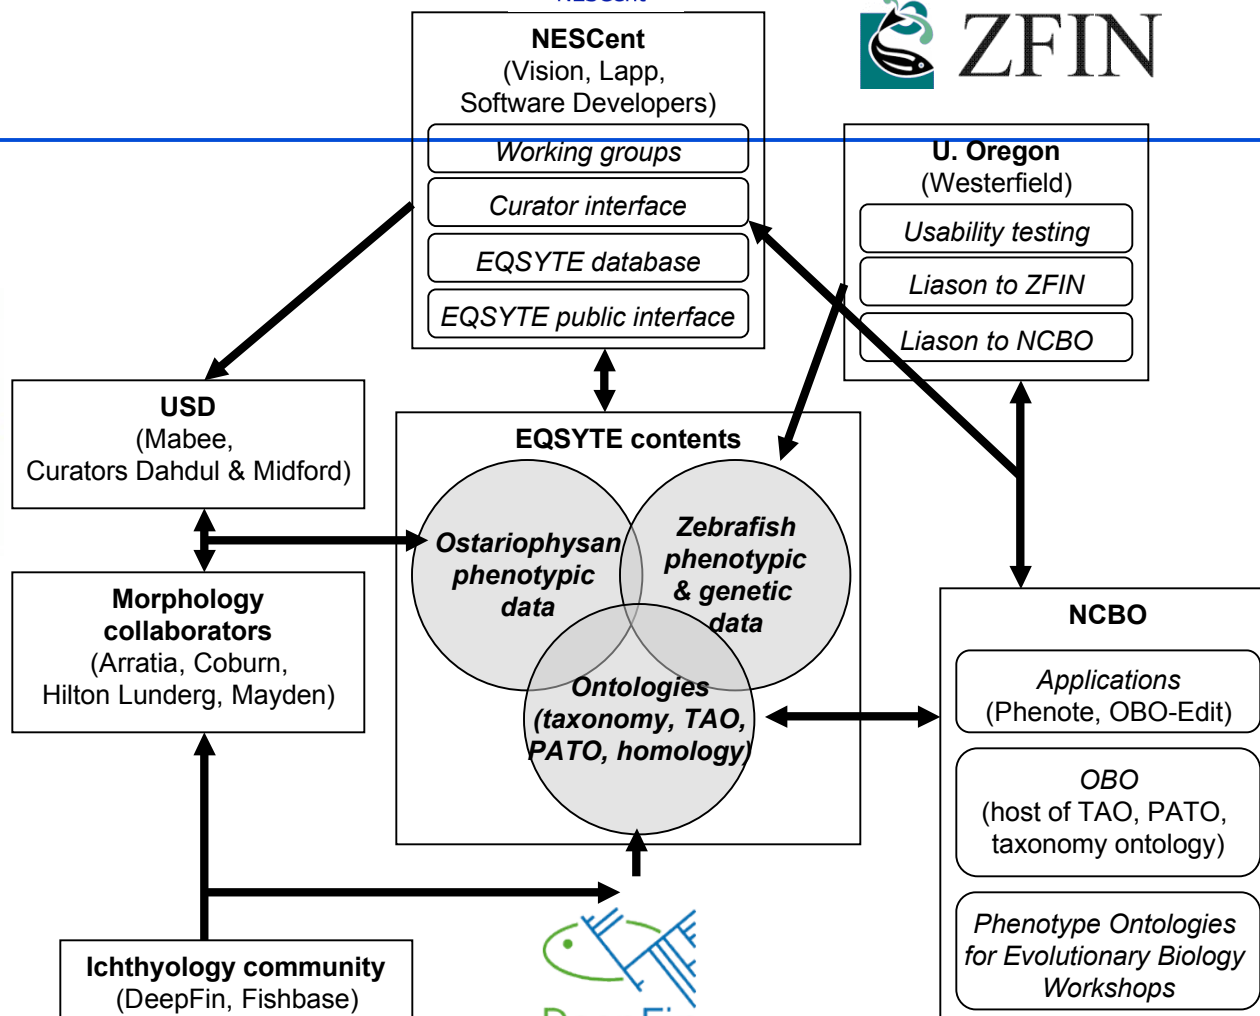 NESCent
ZFIN
NESCent
(Vision, Lapp,
Software Developers)
Working groups
Curator interface
EQSYTE database
EQSYTE public interface
U. Oregon
(Westerfield)
Usability testing
Liason to ZFIN
Liason to NCBO
USD
(Mabee,
Curators Dahdul & Midford)
EQSYTE contents
Ostariophysan
phenotypic
data
Zebrafish
phenotypic
& genetic
data
Ontologies
(taxonomy, TAO,
PATO, homology)
Morphology
collaborators
(Arratia, Coburn,
Hilton Lunderg, Mayden)
NCBO
Applications
(Phenote, OBO-Edit)
OBO
(host of TAO, PATO,
taxonomy ontology)
Phenotype Ontologies
for Evolutionary Biology
Workshops
Ichthyology community
(DeepFin, Fishbase)
DeepFin